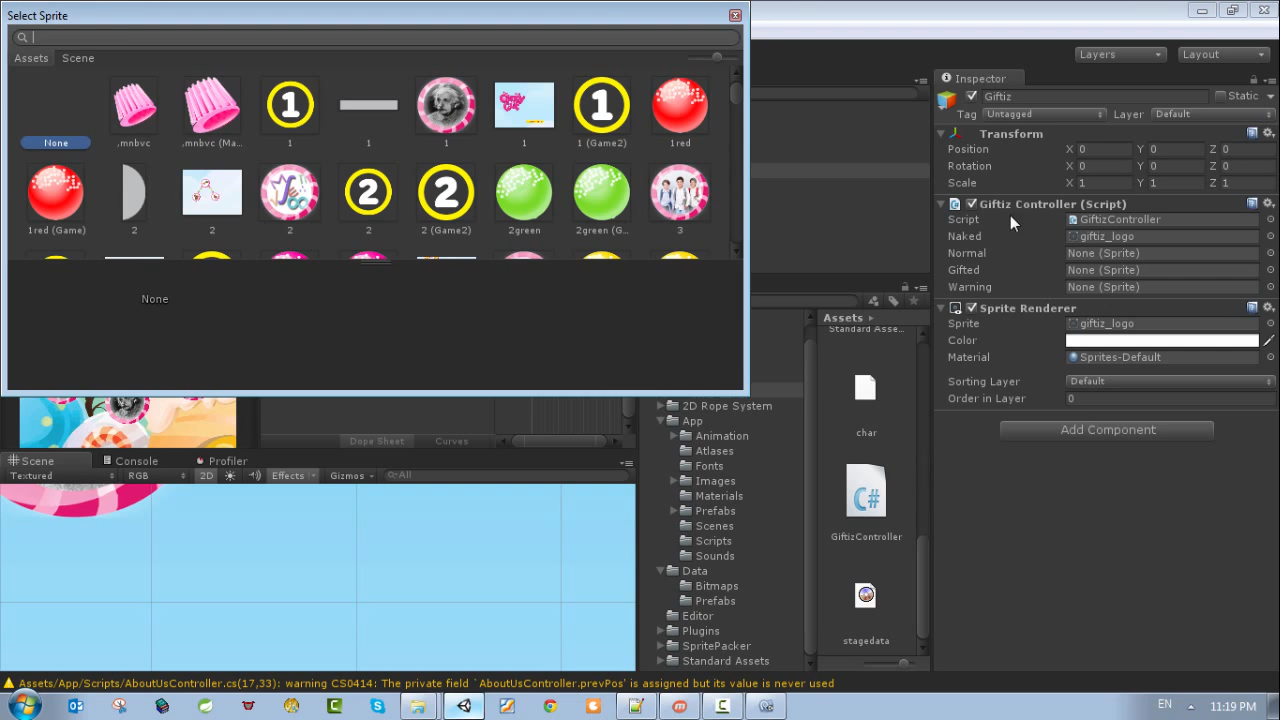 Select Sprite
Assets Scene
None .mnbvc .mnbvc (Ma... 1 1 1 1 1 (Game2) 1red
1red (Game) 2 2 2 2 2 (Game2) 2green 2green (G... 3
None
Layers Layout
Inspector
Giftiz Static
Tag Untagged Layer Default
Transform
Position X 0 Y 0 Z 0
Rotation X 0 Y 0 Z 0
Scale X 1 Y 1 Z 1
Giftiz Controller (Script)
Script GiftizController
Naked giftiz_logo
Normal None (Sprite)
Gifted None (Sprite)
Warning None (Sprite)
Sprite Renderer
Sprite giftiz_logo
Color
Material Sprites-Default
Sorting Layer Default
Order in Layer 0
Add Component
Assets
Standard Asse...
char
GiftizController
stagedata
2D Rope System
App
Animation
Atlases
Fonts
Images
Materials
Prefabs
Scenes
Scripts
Sounds
Data
Bitmaps
Prefabs
Editor
Plugins
SpritePacker
Standard Assets
Dope Sheet Curves
Scene Console Profiler
Textured RGB 2D Effects Gizmos All
Assets/App/Scripts/AboutUsController.cs(17,33): warning CS0414: The private field `AboutUsController.prevPos' is assigned but its value is never used
EN 11:19 PM